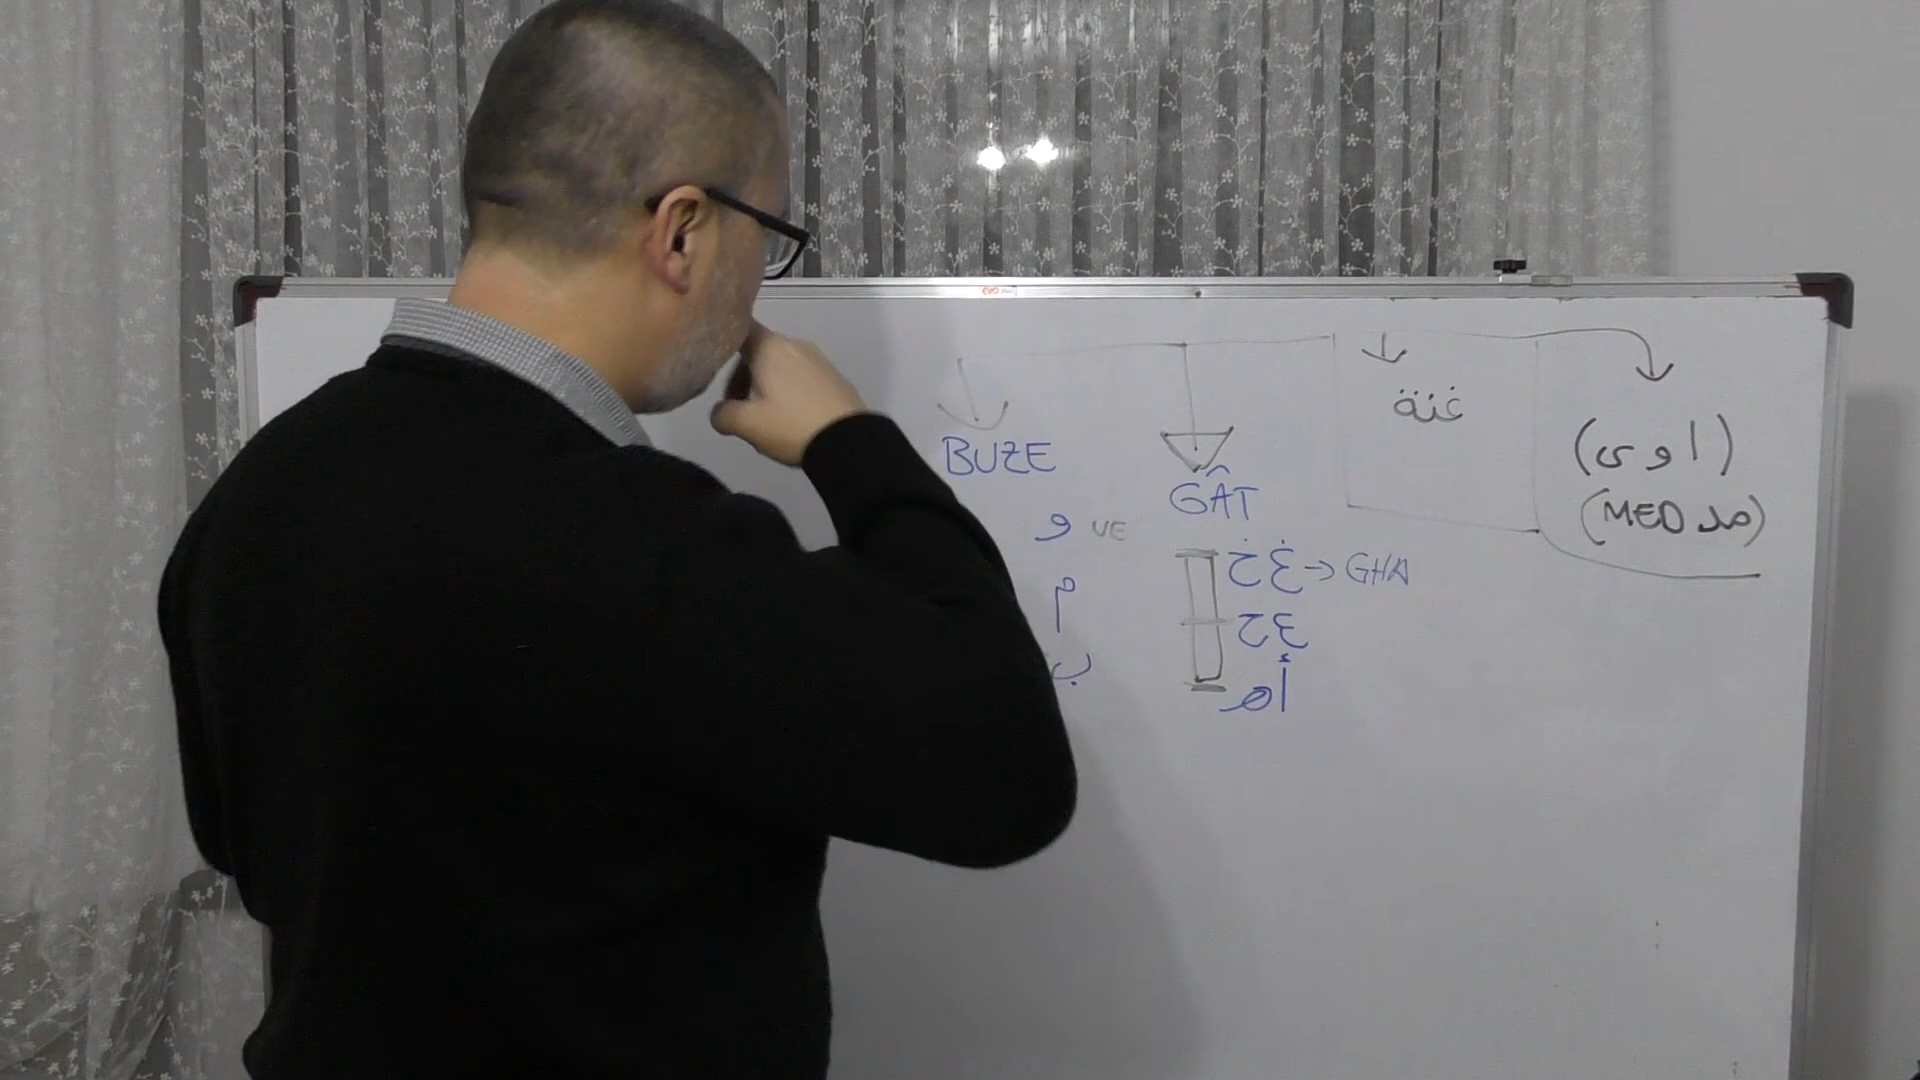 BUZE
و VE
م
ب
GÂT
غ خ → GHA
ع ح
أ هـ
غنة
(ا و ى)
(MED مد)